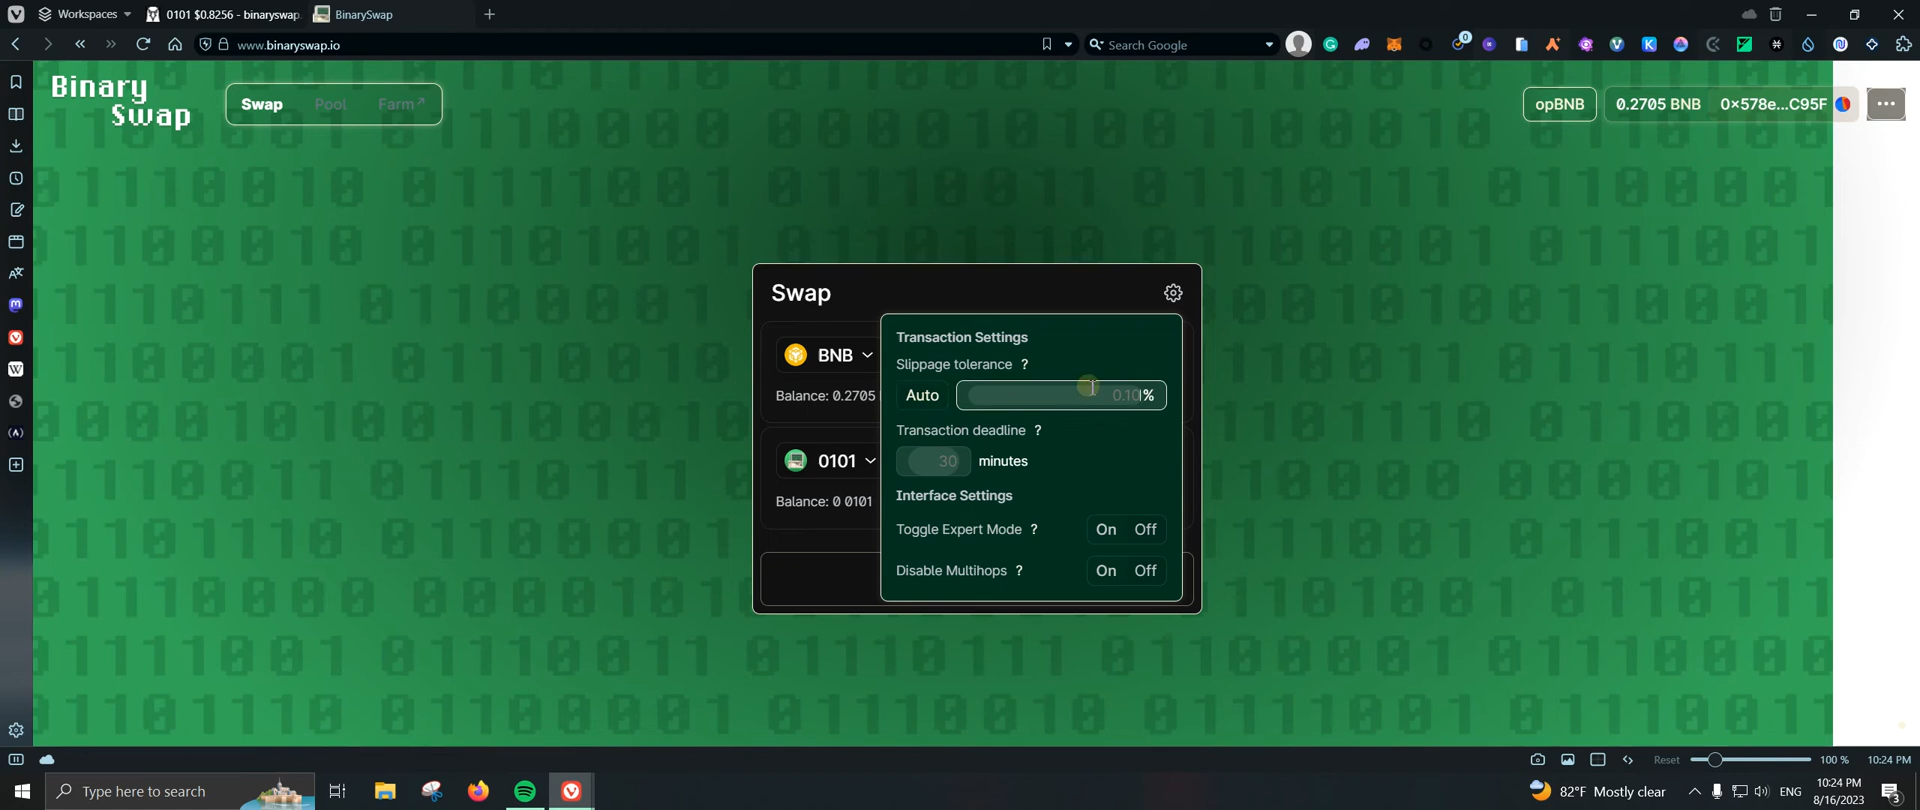 Workspaces
0101 $0.8256 - binaryswap
BinarySwap
www.binaryswap.io
Search Google
0
Binary
Swap
Swap
Pool
Farm
opBNB
0.2705 BNB
0x578e...C95F
Swap
BNB
Balance: 0.2705
0101
Balance: 0 0101
Transaction Settings
Slippage tolerance ?
Auto
0.10%
Transaction deadline ?
30 minutes
Interface Settings
Toggle Expert Mode ?
On Off
Disable Multihops ?
On Off
Reset
100 %
10:24 PM
Type here to search
82°F Mostly clear
ENG
10:24 PM
8/16/2023
3